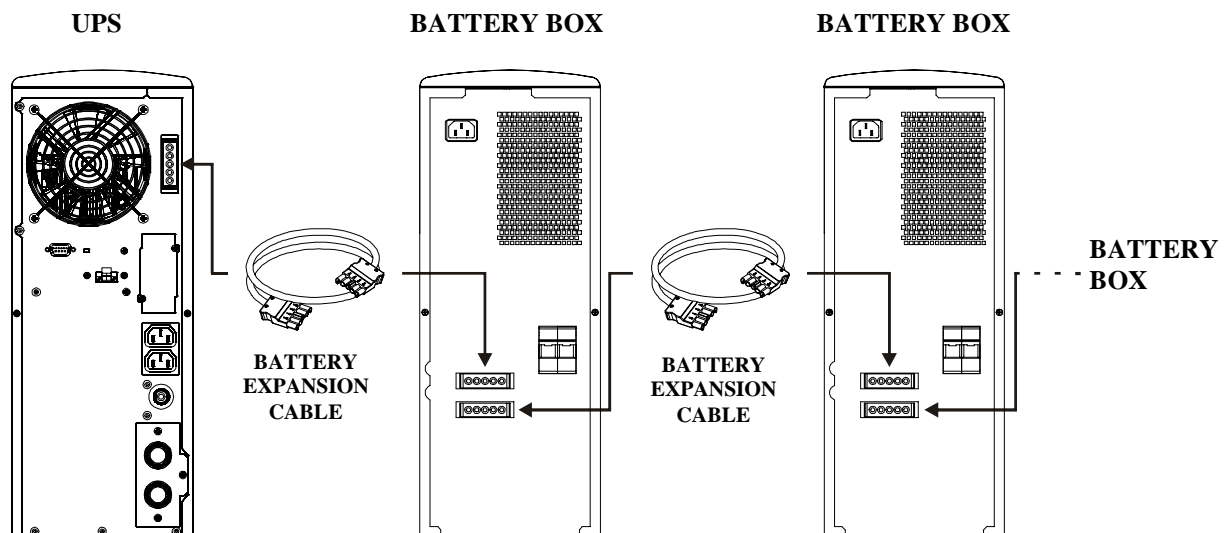 UPS
BATTERY BOX
BATTERY BOX
BATTERY
EXPANSION
CABLE
BATTERY
EXPANSION
CABLE
BATTERY
BOX